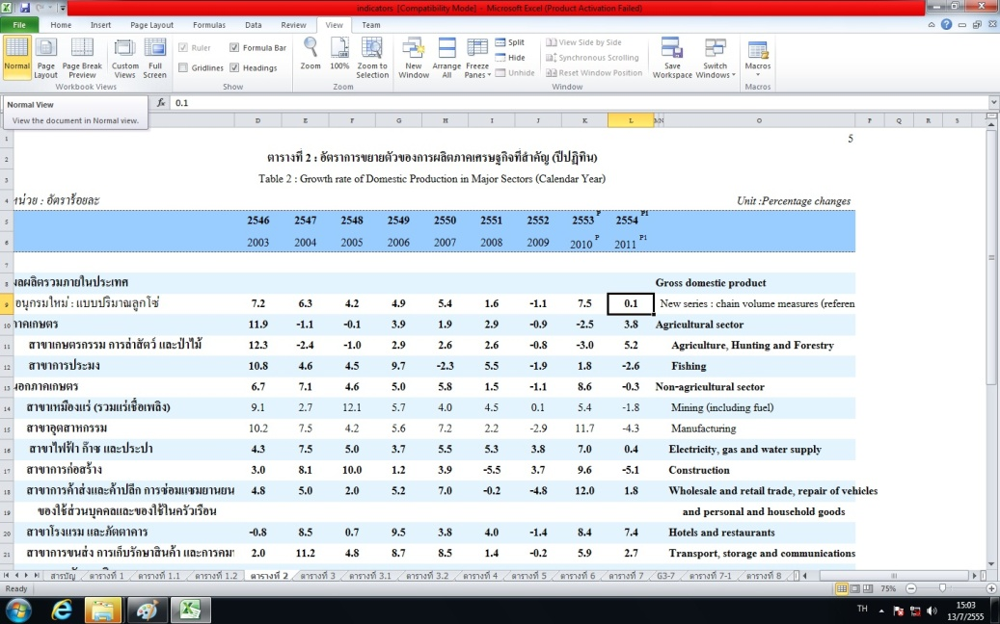 indicators [Compatibility Mode] - Microsoft Excel (Product Activation Failed)
File Home Insert Page Layout Formulas Data Review View Team
Normal Page Layout Page Break Preview Custom Views Full Screen
Workbook Views
Ruler Formula Bar
Gridlines Headings
Show
Zoom 100% Zoom to Selection
Zoom
New Window Arrange All Freeze Panes
Split
Hide
Unhide
View Side by Side
Synchronous Scrolling
Reset Window Position
Window
Save Workspace Switch Windows
Macros
Macros
Normal View
View the document in Normal view.
fx 0.1
D E F G H I J K L M N O P Q R S
1 5
2 ตารางที่ 2 : อัตราการขยายตัวของการผลิตภาคเศรษฐกิจที่สำคัญ (ปีปฏิทิน)
3 Table 2 : Growth rate of Domestic Production in Major Sectors (Calendar Year)
4 หน่วย : อัตราร้อยละ Unit :Percentage changes
5 2546 2547 2548 2549 2550 2551 2552 2553 P 2554 P1
6 2003 2004 2005 2006 2007 2008 2009 2010 P 2011 P1
7
8 ผลผลิตรวมภายในประเทศ Gross domestic product
9 อนุกรมใหม่ : แบบปริมาณลูกโซ่ 7.2 6.3 4.2 4.9 5.4 1.6 -1.1 7.5 0.1 New series : chain volume measures (referen
10 ภาคเกษตร 11.9 -1.1 -0.1 3.9 1.9 2.9 -0.9 -2.5 3.8 Agricultural sector
11 สาขาเกษตรกรรม การล่าสัตว์ และป่าไม้ 12.3 -2.4 -1.0 2.9 2.6 2.6 -0.8 -3.0 5.2 Agriculture, Hunting and Forestry
12 สาขาการประมง 10.8 4.6 4.5 9.7 -2.3 5.5 -1.9 1.8 -2.6 Fishing
13 นอกภาคเกษตร 6.7 7.1 4.6 5.0 5.8 1.5 -1.1 8.6 -0.3 Non-agricultural sector
14 สาขาเหมืองแร่ (รวมแร่เชื้อเพลิง) 9.1 2.7 12.1 5.7 4.0 4.5 0.1 5.4 -1.8 Mining (including fuel)
15 สาขาอุตสาหกรรม 10.2 7.5 4.2 5.6 7.2 2.2 -2.9 11.7 -4.3 Manufacturing
16 สาขาไฟฟ้า ก๊าซ และประปา 4.3 7.5 5.0 3.7 5.5 5.3 3.8 7.0 0.4 Electricity, gas and water supply
17 สาขาการก่อสร้าง 3.0 8.1 10.0 1.2 3.9 -5.5 3.7 9.6 -5.1 Construction
18 สาขาการค้าส่งและค้าปลีก การซ่อมแซมยานยน 4.8 5.0 2.0 5.2 7.0 -0.2 -4.8 12.0 1.8 Wholesale and retail trade, repair of vehicles
19 ของใช้ส่วนบุคคลและของใช้ในครัวเรือน and personal and household goods
20 สาขาโรงแรม และภัตตาคาร -0.8 8.5 0.7 9.5 3.8 4.0 -1.4 8.4 7.4 Hotels and restaurants
21 สาขาการขนส่ง การเก็บรักษาสินค้า และการคม 2.0 11.2 4.8 8.7 8.5 1.4 -0.2 5.9 2.7 Transport, storage and communications
สารบัญ ตารางที่ 1 ตารางที่ 1.1 ตารางที่ 1.2 ตารางที่ 2 ตารางที่ 3 ตารางที่ 3.1 ตารางที่ 3.2 ตารางที่ 4 ตารางที่ 5 ตารางที่ 6 ตารางที่ 7 G3-7 ตารางที่ 7-1 ตารางที่ 8
Ready 75%
TH 15:03
13/7/2555